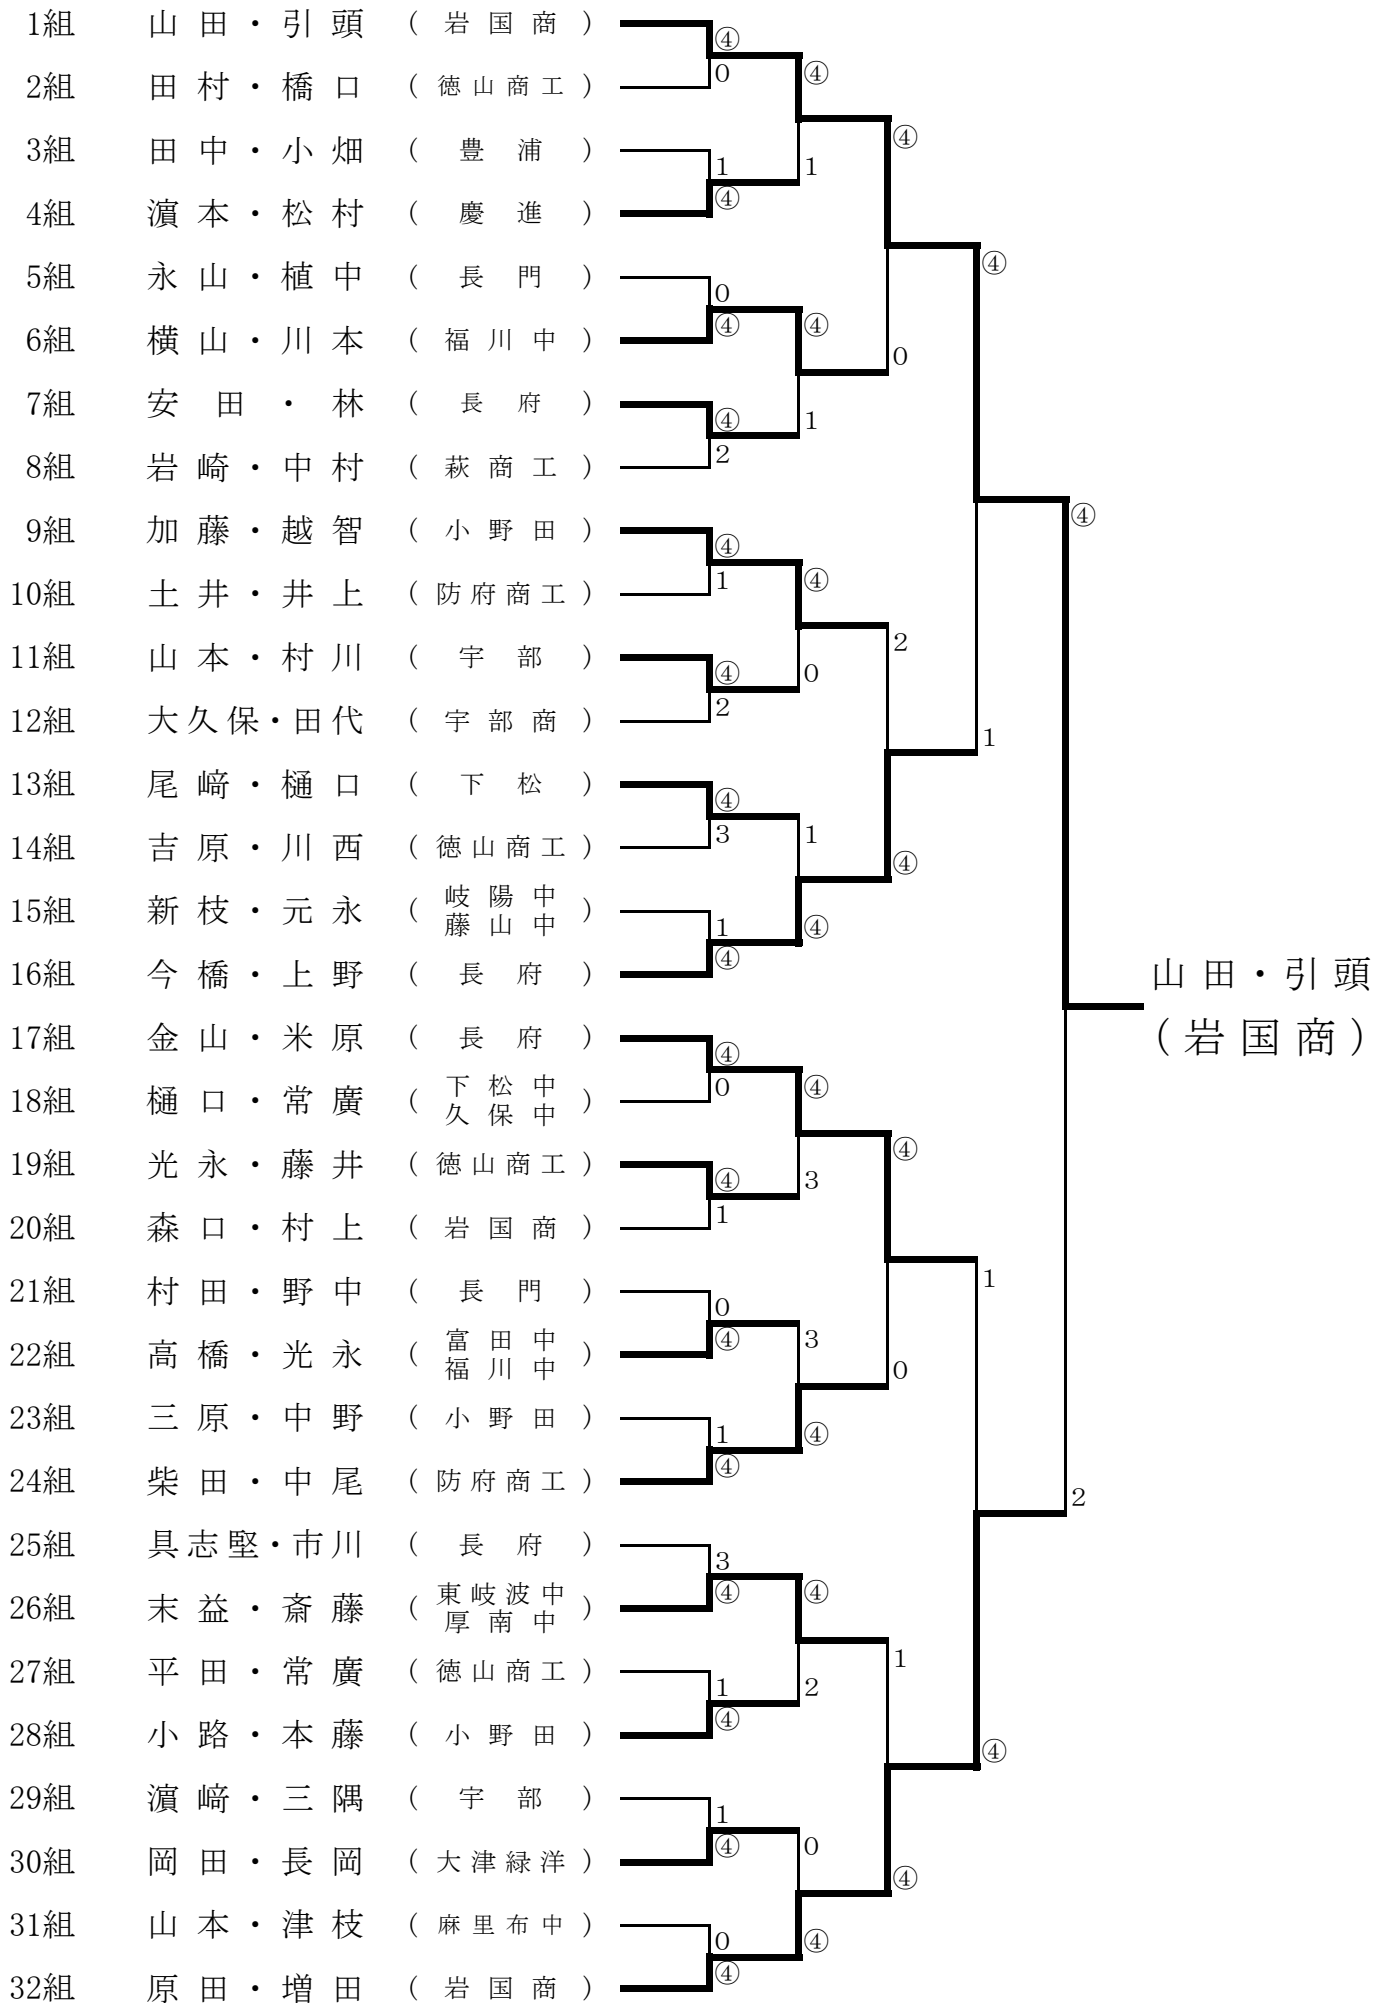 1組 山田・引頭 (岩国商)
④
0
④
2組 田村・橋口 (徳山商工)
④
3組 田中・小畑 (豊浦)
1
1
④
4組 濵本・松村 (慶進)
④
5組 永山・植中 (長門)
0
④
④
6組 横山・川本 (福川中)
0
7組 安田・林 (長府)
④
1
2
8組 岩崎・中村 (萩商工)
④
9組 加藤・越智 (小野田)
④
1
④
10組 土井・井上 (防府商工)
2
11組 山本・村川 (宇部)
④
0
2
12組 大久保・田代 (宇部商)
1
13組 尾﨑・樋口 (下松)
④
3
1
14組 吉原・川西 (徳山商工)
④
15組 新枝・元永 (岐陽中 藤山中)
1
④
④
16組 今橋・上野 (長府)
山田・引頭
(岩国商)
17組 金山・米原 (長府)
④
0
④
18組 樋口・常廣 (下松中 久保中)
④
19組 光永・藤井 (徳山商工)
④
3
1
20組 森口・村上 (岩国商)
1
21組 村田・野中 (長門)
0
④
3
22組 高橋・光永 (富田中 福川中)
0
23組 三原・中野 (小野田)
1
④
④
24組 柴田・中尾 (防府商工)
2
25組 具志堅・市川 (長府)
3
④
④
26組 末益・斎藤 (東岐波中 厚南中)
1
27組 平田・常廣 (徳山商工)
1
2
④
28組 小路・本藤 (小野田)
④
29組 濵﨑・三隅 (宇部)
1
④
0
30組 岡田・長岡 (大津緑洋)
④
31組 山本・津枝 (麻里布中)
0
④
④
32組 原田・増田 (岩国商)